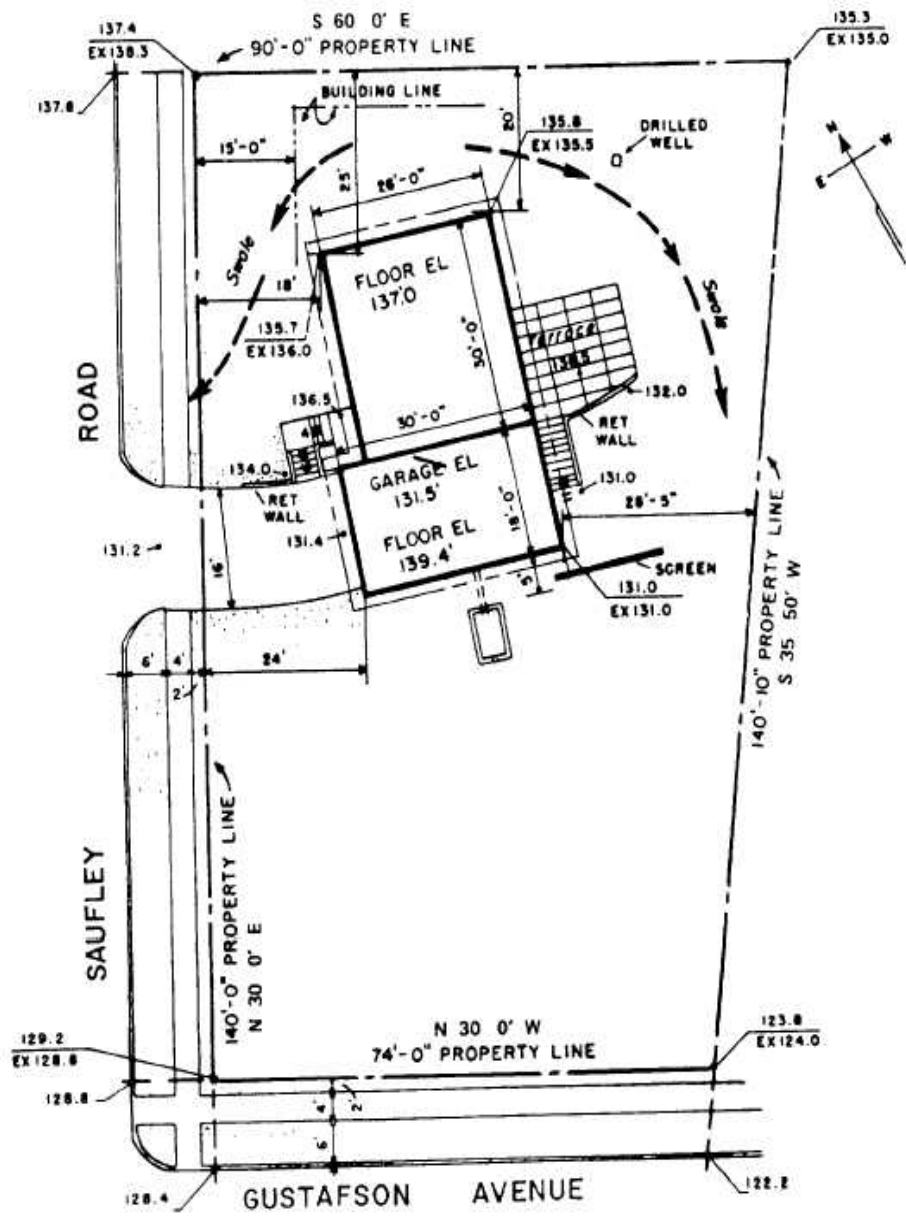 137.4
EX 138.3
S 60 0' E
90'-0" PROPERTY LINE
135.3
EX 135.0
137.8
BUILDING LINE
20'
135.8
EX 135.5
DRILLED
WELL
N
W
E
15'-0"
25'
26'-0"
Swale
18'
FLOOR EL
137.0
135.7
EX 136.0
30'-0"
Terrace
Swale
132.0
RET
WALL
ROAD
136.5
30'-0"
134.0
RET
WALL
GARAGE EL
131.5'
131.0
18'-0"
26'-5"
131.2
16'
131.4
FLOOR EL
139.4'
5'
SCREEN
131.0
EX 131.0
140'-10" PROPERTY LINE
S 35 50' W
6'
4'
2'
24'
SAUFLEY
140'-0" PROPERTY LINE
N 30 0' E
129.2
EX 128.6
N 30 0' W
74'-0" PROPERTY LINE
123.8
EX 124.0
128.8
4'
2'
6'
128.4
GUSTAFSON AVENUE
122.2